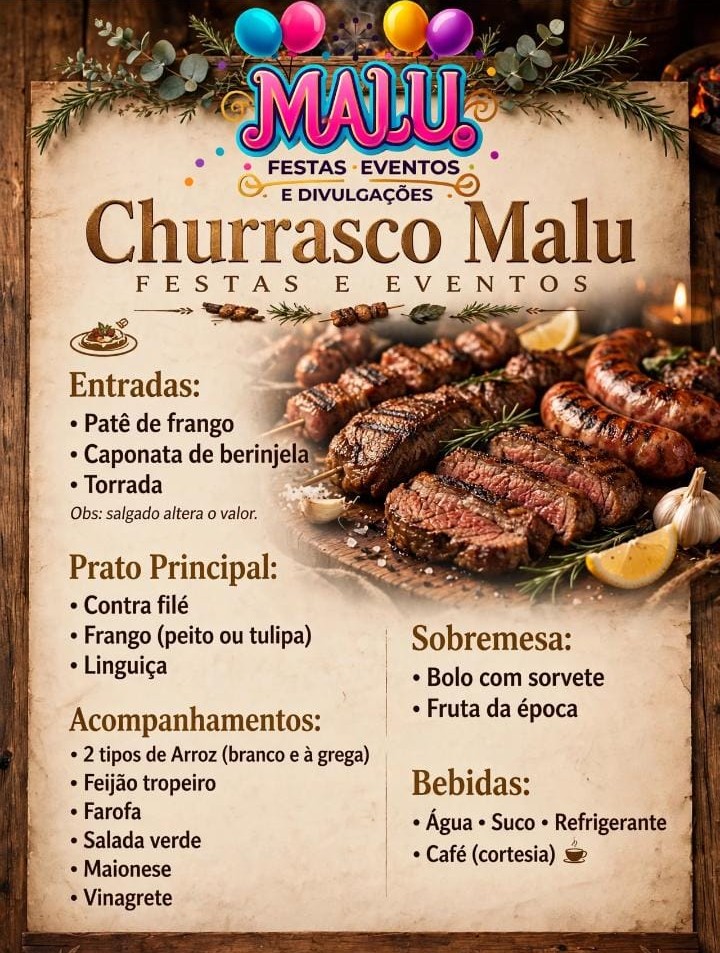 MALU.
FESTAS · EVENTOS
E DIVULGAÇÕES
Churrasco Malu
FESTAS E EVENTOS
Entradas:
• Patê de frango
• Caponata de berinjela
• Torrada
Obs: salgado altera o valor.
Prato Principal:
• Contra filé
• Frango (peito ou tulipa)
• Linguiça
Acompanhamentos:
• 2 tipos de Arroz (branco e à grega)
• Feijão tropeiro
• Farofa
• Salada verde
• Maionese
• Vinagrete
Sobremesa:
• Bolo com sorvete
• Fruta da época
Bebidas:
• Água • Suco • Refrigerante
• Café (cortesia)